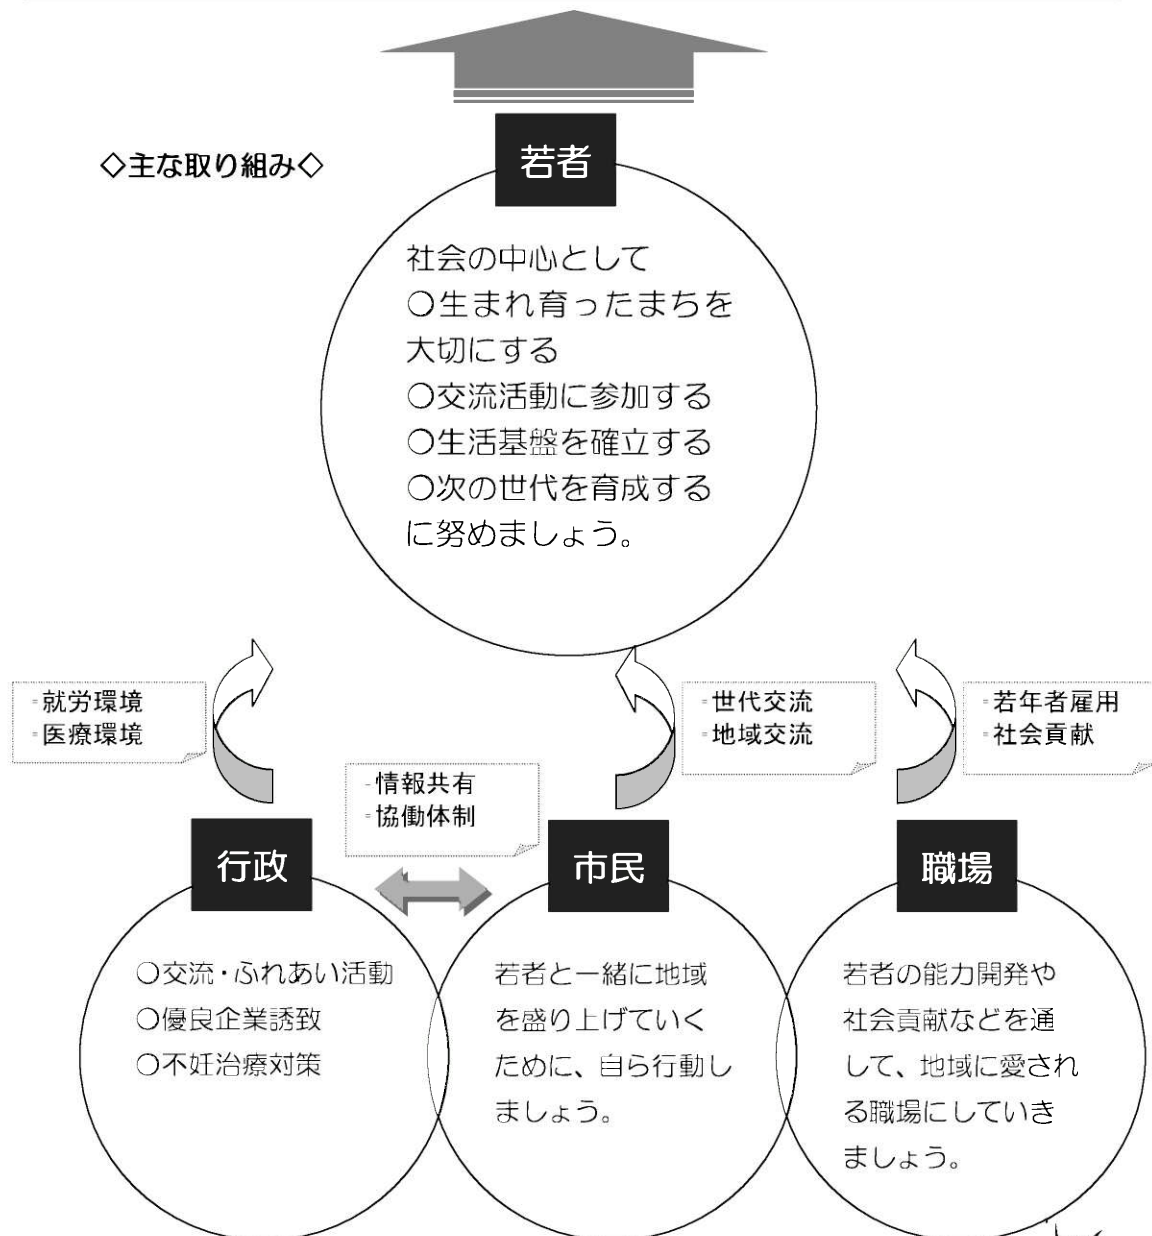 ◇主な取り組み◇
若者
社会の中心として
○生まれ育ったまちを
大切にする
○交流活動に参加する
○生活基盤を確立する
○次の世代を育成する
に努めましょう。
-就労環境
-医療環境
-情報共有
-協働体制
-世代交流
-地域交流
-若年者雇用
-社会貢献
行政
○交流・ふれあい活動
○優良企業誘致
○不妊治療対策
市民
若者と一緒に地域
を盛り上げていく
ために、自ら行動し
ましょう。
職場
若者の能力開発や
社会貢献などを通
して、地域に愛され
る職場にしていき
ましょう。